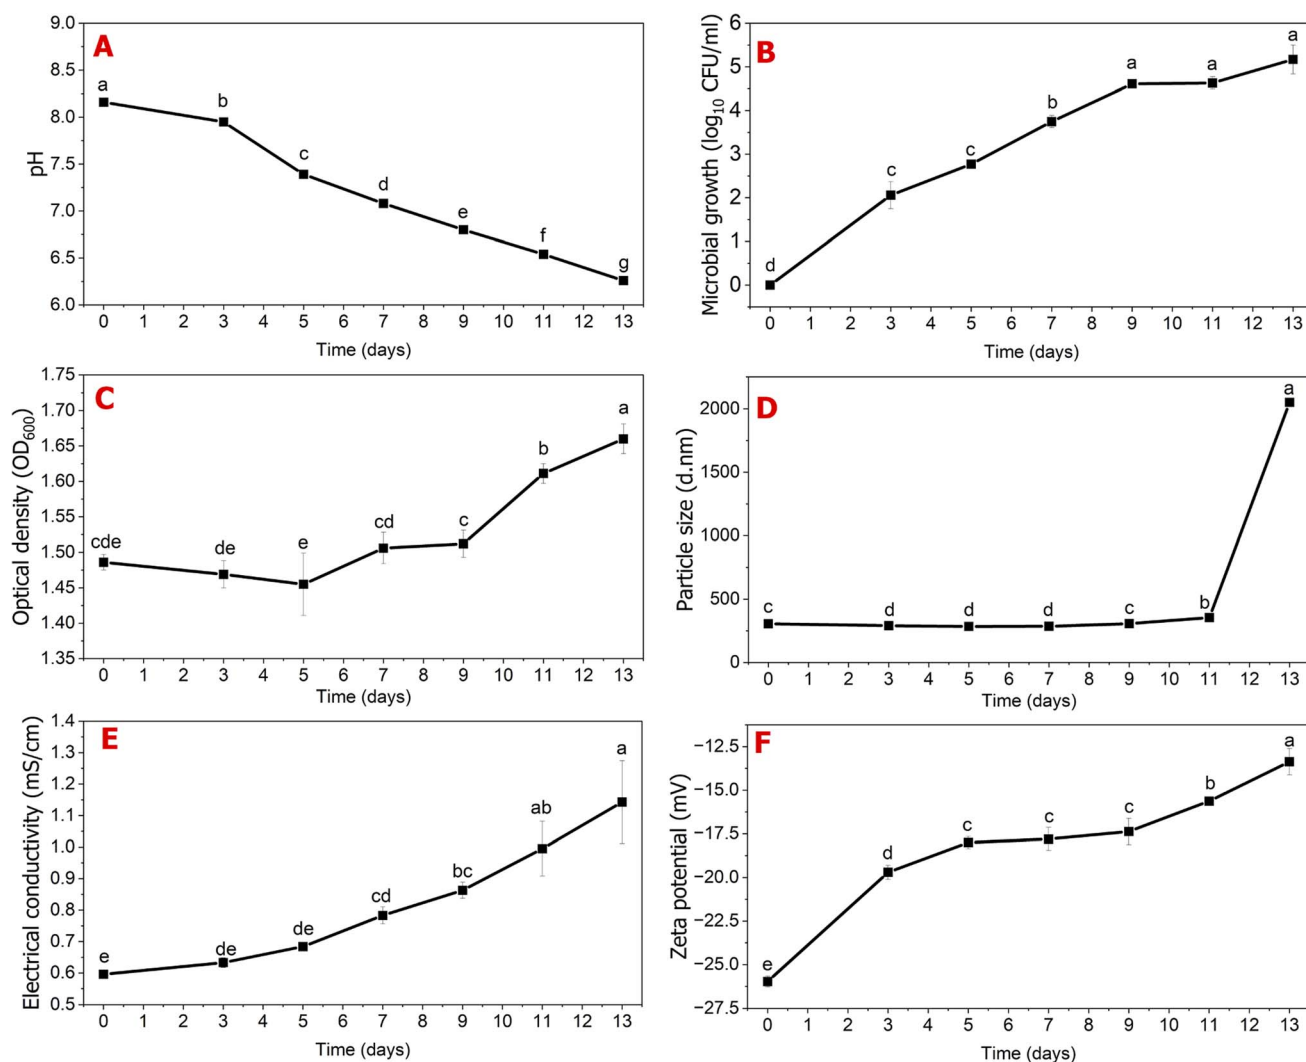 A
pH
9.0
8.5
8.0
7.5
7.0
6.5
6.0
a
b
c
d
e
f
g
0 1 2 3 4 5 6 7 8 9 10 11 12 13
Time (days)
B
Microbial growth (log10 CFU/ml)
6
5
4
3
2
1
0
d
c
c
b
a
a
a
0 1 2 3 4 5 6 7 8 9 10 11 12 13
Time (days)
C
Optical density (OD600)
1.75
1.70
1.65
1.60
1.55
1.50
1.45
1.40
1.35
cde
de
e
cd
c
b
a
0 1 2 3 4 5 6 7 8 9 10 11 12 13
Time (days)
D
Particle size (d.nm)
2000
1500
1000
500
0
c
d
d
d
c
b
a
0 1 2 3 4 5 6 7 8 9 10 11 12 13
Time (days)
E
Electrical conductivity (mS/cm)
1.4
1.3
1.2
1.1
1.0
0.9
0.8
0.7
0.6
0.5
e
de
de
cd
bc
ab
a
0 1 2 3 4 5 6 7 8 9 10 11 12 13
Time (days)
F
Zeta potential (mV)
−12.5
−15.0
−17.5
−20.0
−22.5
−25.0
−27.5
e
d
c
c
c
b
a
0 1 2 3 4 5 6 7 8 9 10 11 12 13
Time (days)